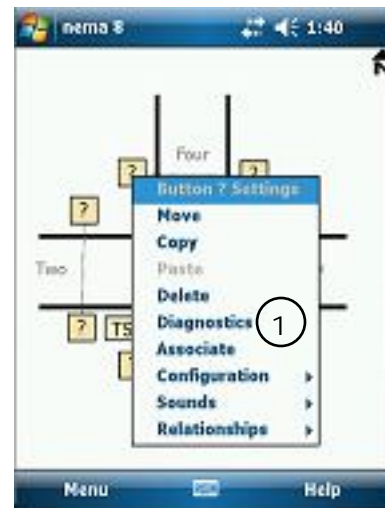 nema 8 1:40
Four
? ?
Button ? Settings
? Move
Copy
Two Paste
Delete
? TS Diagnostics 1
Associate
Configuration
Sounds
Relationships
Menu Help